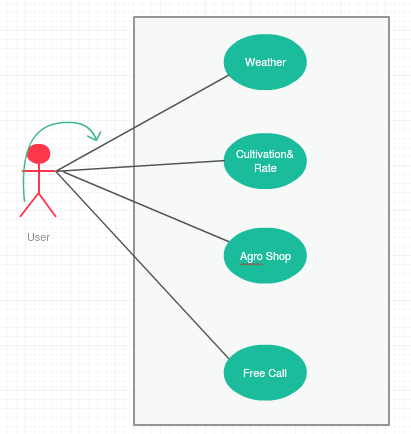 Weather
Cultivation&
Rate
Agro Shop
Free Call
User